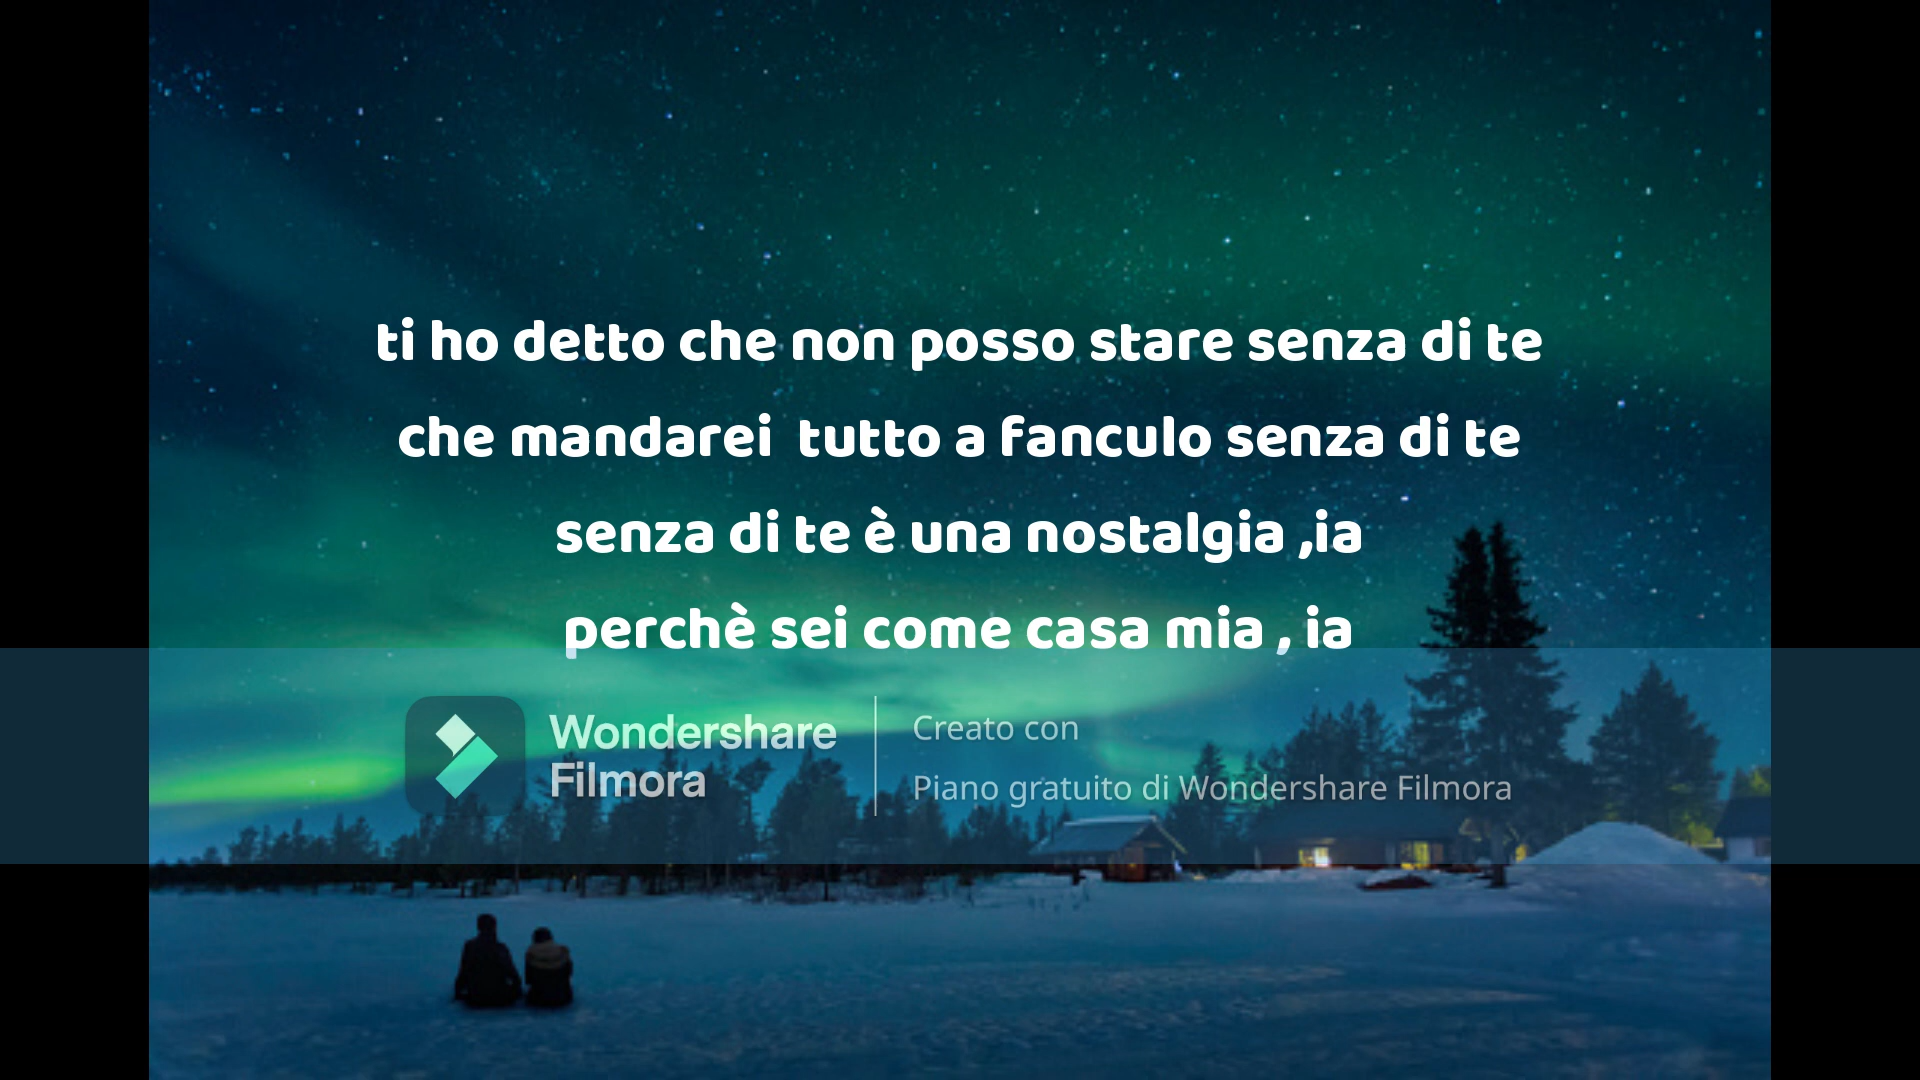 ti ho detto che non posso stare senza di te
che mandarei  tutto a fanculo senza di te
senza di te è una nostalgia ,ia
perchè sei come casa mia , ia
Wondershare
Filmora
Creato con
Piano gratuito di Wondershare Filmora